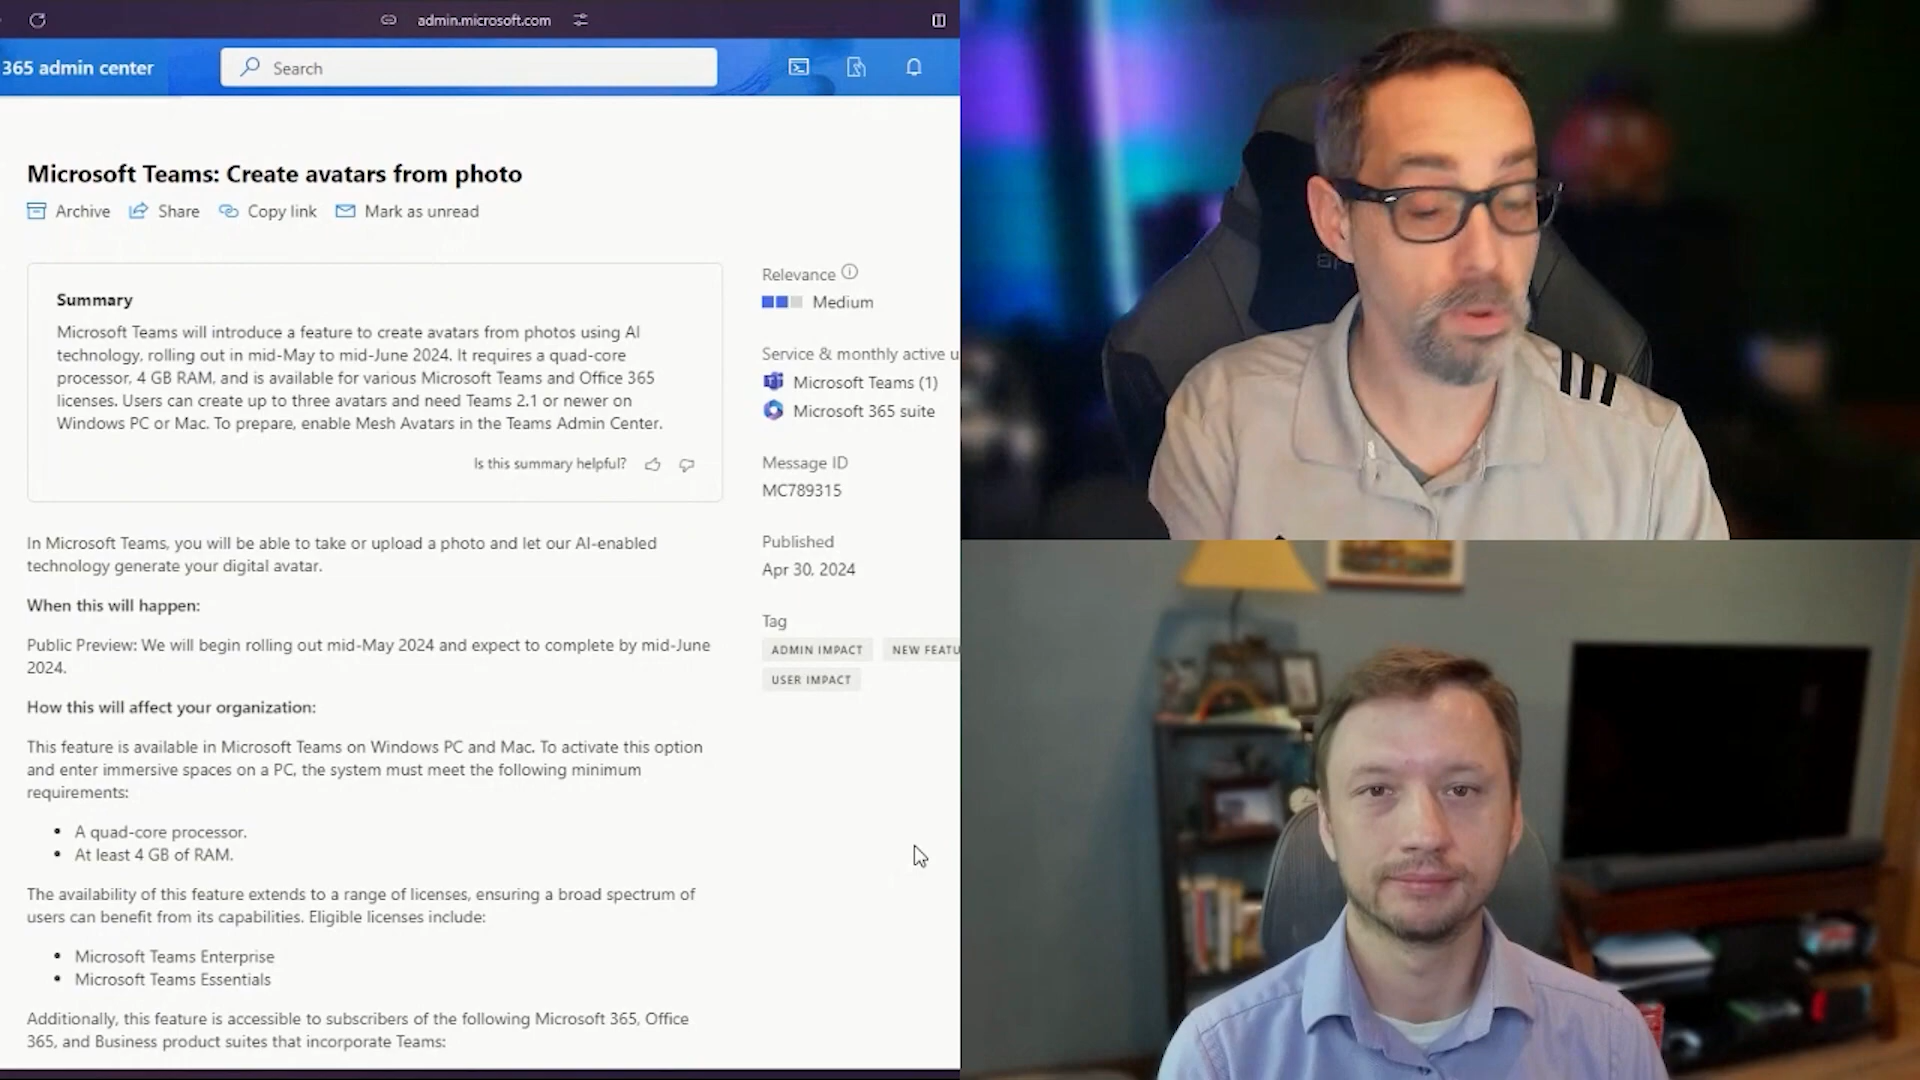 admin.microsoft.com
365 admin center
Search
Microsoft Teams: Create avatars from photo
Archive Share Copy link Mark as unread
Summary
Microsoft Teams will introduce a feature to create avatars from photos using AI
technology, rolling out in mid-May to mid-June 2024. It requires a quad-core
processor, 4 GB RAM, and is available for various Microsoft Teams and Office 365
licenses. Users can create up to three avatars and need Teams 2.1 or newer on
Windows PC or Mac. To prepare, enable Mesh Avatars in the Teams Admin Center.
Is this summary helpful?
In Microsoft Teams, you will be able to take or upload a photo and let our AI-enabled
technology generate your digital avatar.
When this will happen:
Public Preview: We will begin rolling out mid-May 2024 and expect to complete by mid-June
2024.
How this will affect your organization:
This feature is available in Microsoft Teams on Windows PC and Mac. To activate this option
and enter immersive spaces on a PC, the system must meet the following minimum
requirements:
• A quad-core processor.
• At least 4 GB of RAM.
The availability of this feature extends to a range of licenses, ensuring a broad spectrum of
users can benefit from its capabilities. Eligible licenses include:
• Microsoft Teams Enterprise
• Microsoft Teams Essentials
Additionally, this feature is accessible to subscribers of the following Microsoft 365, Office
365, and Business product suites that incorporate Teams:
Relevance
Medium
Service & monthly active u
Microsoft Teams (1)
Microsoft 365 suite
Message ID
MC789315
Published
Apr 30, 2024
Tag
ADMIN IMPACT NEW FEATU
USER IMPACT